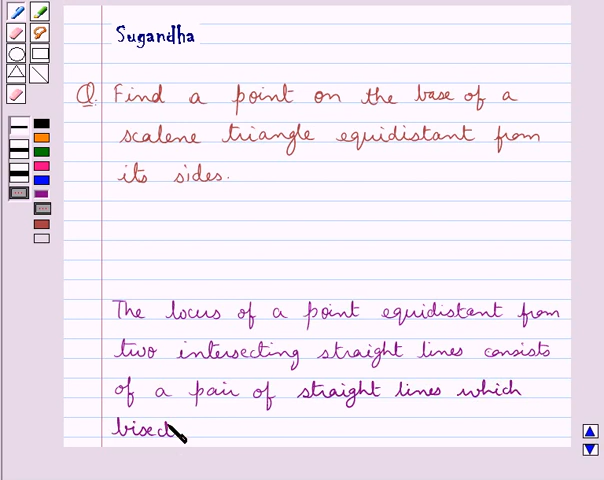 Sugandha
Q. Find a point on the base of a
scalene triangle equidistant from
its sides.
The locus of a point equidistant from
two intersecting straight lines consists
of a pair of straight lines which
bisect